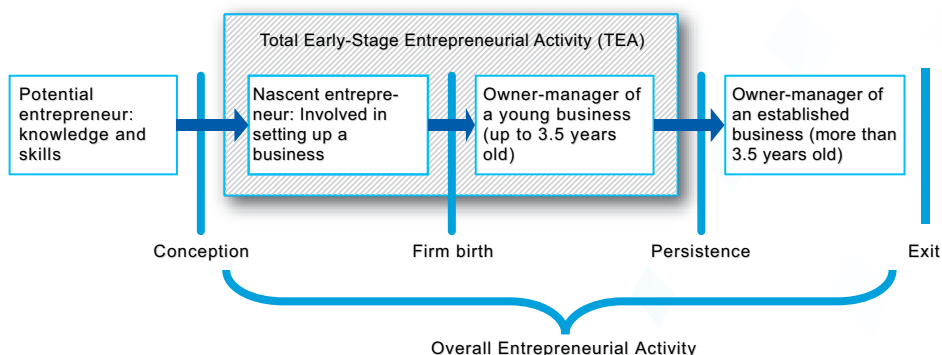 Total Early-Stage Entrepreneurial Activity (TEA)
Potential
entrepreneur:
knowledge and
skills
Nascent entrepre-
neur: Involved in
setting up a
business
Owner-manager of
a young business
(up to 3.5 years
old)
Owner-manager of
an established
business (more than
3.5 years old)
Conception
Firm birth
Persistence
Exit
Overall Entrepreneurial Activity